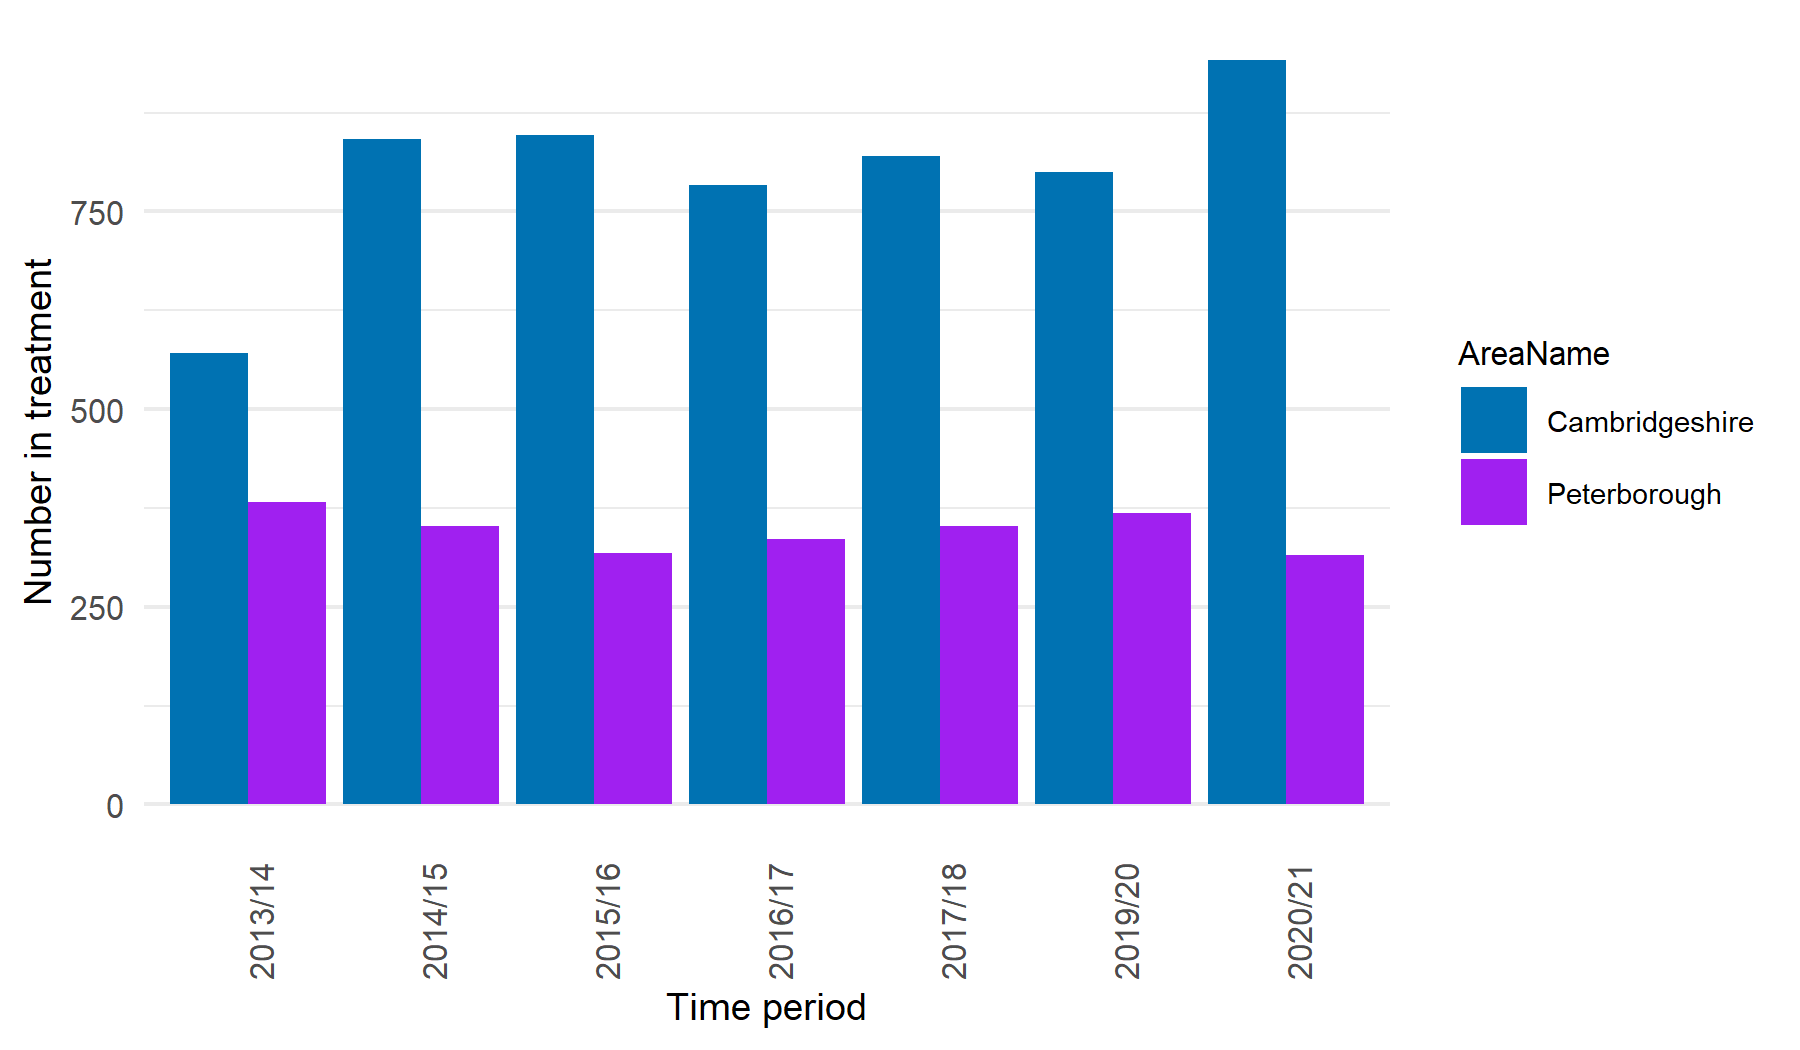 Number in treatment
750
500
250
0
2013/14
2014/15
2015/16
2016/17
2017/18
2019/20
2020/21
Time period
AreaName
Cambridgeshire
Peterborough